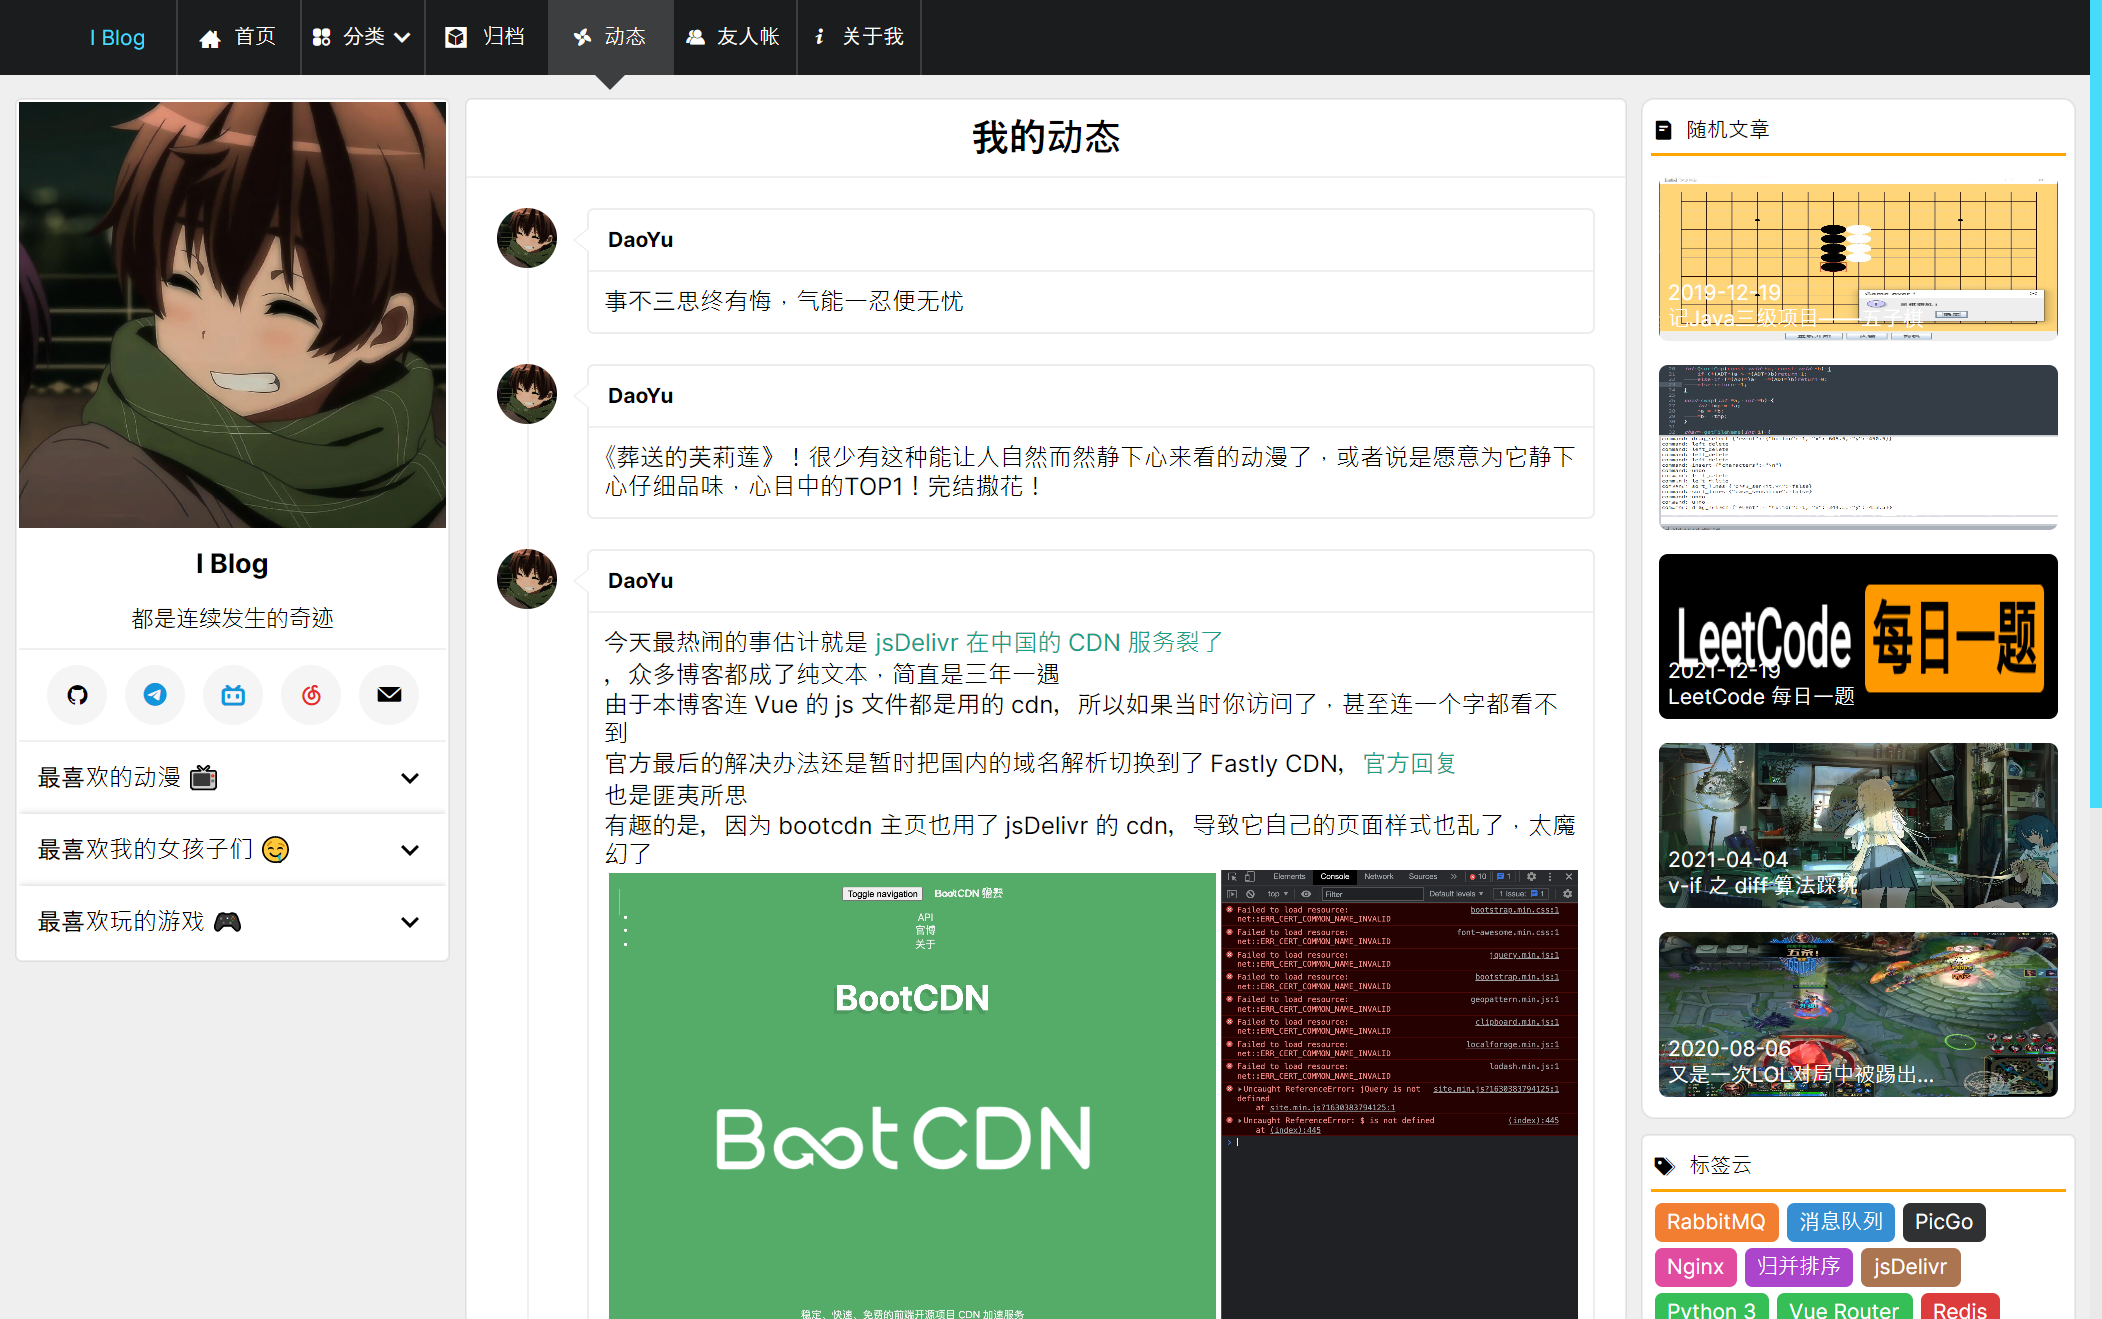 I Blog
首页
分类
归档
动态
友人帐
关于我
I Blog
都是连续发生的奇迹
最喜欢的动漫 📺
最喜欢我的女孩子们 🤤
最喜欢玩的游戏 🎮
我的动态
DaoYu
事不三思终有悔，气能一忍便无忧
DaoYu
《葬送的芙莉莲》！很少有这种能让人自然而然静下心来看的动漫了，或者说是愿意为它静下
心仔细品味，心目中的TOP1！完结撒花！
DaoYu
今天最热闹的事估计就是 jsDelivr 在中国的 CDN 服务裂了
，众多博客都成了纯文本，简直是三年一遇
由于本博客连 Vue 的 js 文件都是用的 cdn，所以如果当时你访问了，甚至连一个字都看不
到
官方最后的解决办法还是暂时把国内的域名解析切换到了 Fastly CDN，官方回复
也是匪夷所思
有趣的是，因为 bootcdn 主页也用了 jsDelivr 的 cdn，导致它自己的页面样式也乱了，太魔
幻了
Toggle navigation
API
官博
关于
BootCDN
BootCDN
稳定、快速、免费的前端开源项目 CDN 加速服务
Elements Console Network Sources » 10 1
top Filter Default levels 1 Issue: 1
Failed to load resource: bootstrap.min.css:1
net::ERR_CERT_COMMON_NAME_INVALID
Failed to load resource: font-awesome.min.css:1
net::ERR_CERT_COMMON_NAME_INVALID
Failed to load resource: jquery.min.js:1
net::ERR_CERT_COMMON_NAME_INVALID
Failed to load resource: bootstrap.min.js:1
net::ERR_CERT_COMMON_NAME_INVALID
Failed to load resource: geopattern.min.js:1
net::ERR_CERT_COMMON_NAME_INVALID
Failed to load resource: clipboard.min.js:1
net::ERR_CERT_COMMON_NAME_INVALID
Failed to load resource: localforage.min.js:1
net::ERR_CERT_COMMON_NAME_INVALID
Failed to load resource: lodash.min.js:1
net::ERR_CERT_COMMON_NAME_INVALID
Uncaught ReferenceError: jQuery is not site.min.js?1630383794125:1
defined
at site.min.js?1630383794125:1
Uncaught ReferenceError: $ is not defined (index):445
at (index):445
随机文章
2019-12-19
记Java三级项目——五子棋
LeetCode 每日一题
2021-12-19
LeetCode 每日一题
2021-04-04
v-if 之 diff 算法踩坑
五杀!
2020-08-06
又是一次LOL对局中被踢出...
标签云
RabbitMQ 消息队列 PicGo
Nginx 归并排序 jsDelivr
Python 3 Vue Router Redis